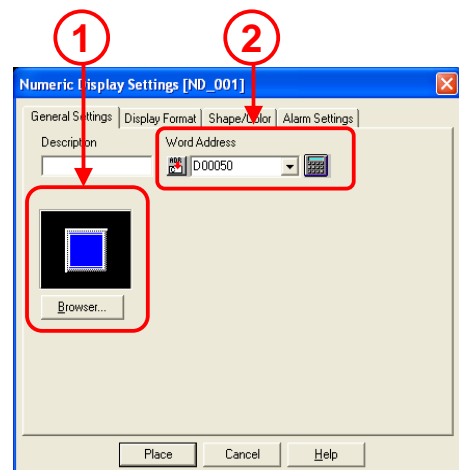 1 2
Numeric Display Settings [ND_001]
General Settings Display Format Shape/Color Alarm Settings
Description Word Address
D00050
Browser...
Place Cancel Help